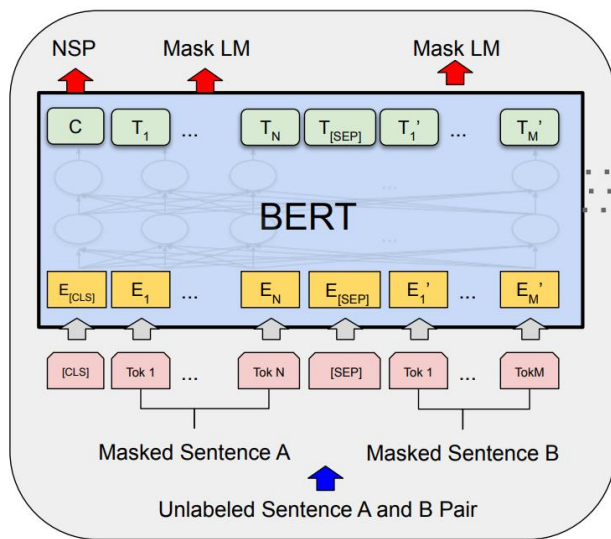 NSP Mask LM Mask LM
C T1 ... TN T[SEP] T1' ... TM'
...
BERT
...
E[CLS] E1 ... EN E[SEP] E1' ... EM'
[CLS] Tok 1 ... Tok N [SEP] Tok 1 ... TokM
Masked Sentence A Masked Sentence B
Unlabeled Sentence A and B Pair